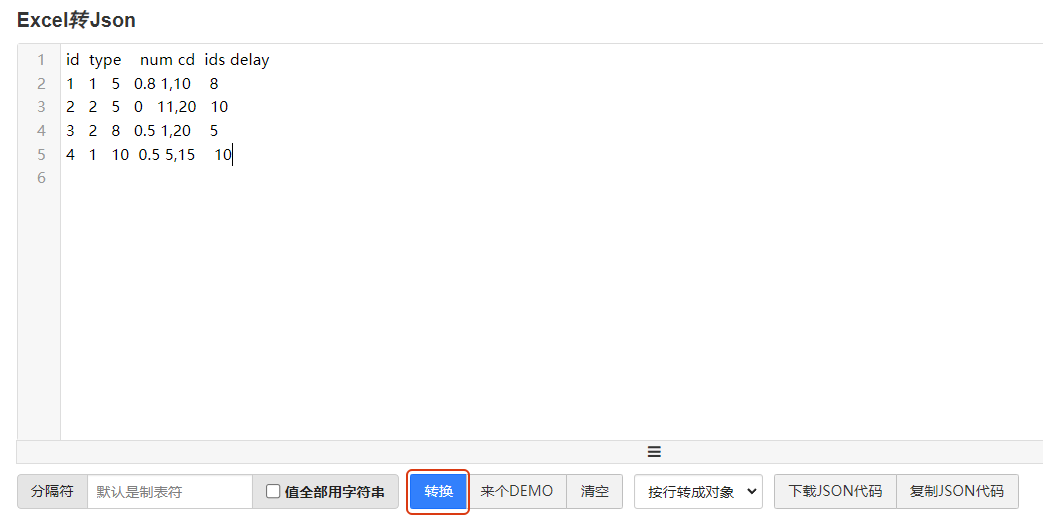 Excel转Json
1 id type num cd ids delay
2 1 1 5 0.8 1,10 8
3 2 2 5 0 11,20 10
4 3 2 8 0.5 1,20 5
5 4 1 10 0.5 5,15 10
6
分隔符 默认是制表符 值全部用字符串 转换 来个DEMO 清空 按行转成对象 下载JSON代码 复制JSON代码